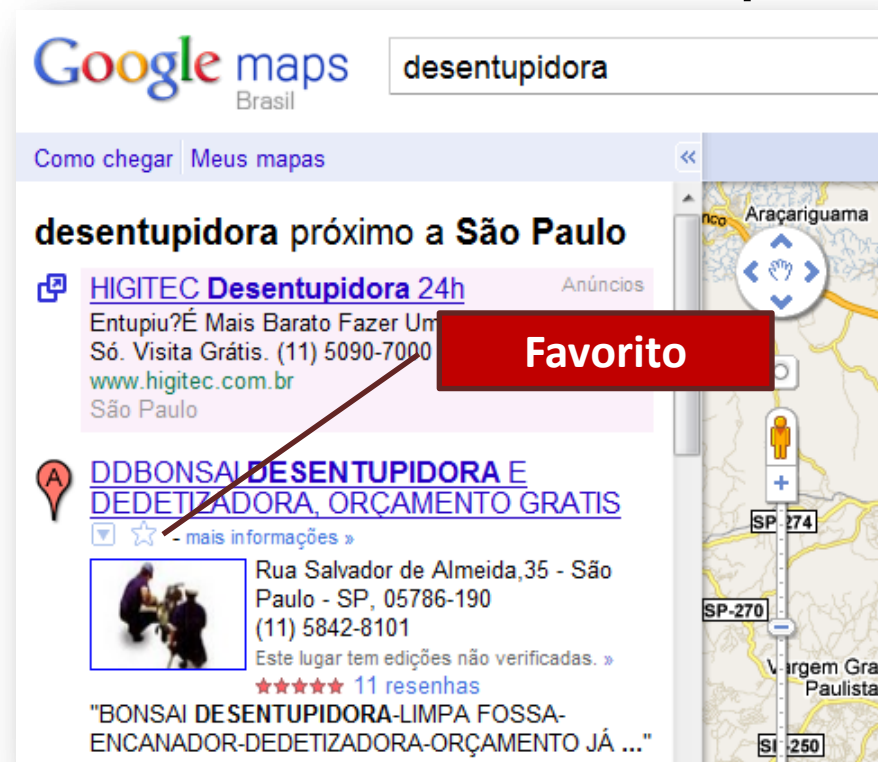 Google maps
Brasil
desentupidora
Como chegar Meus mapas
«
desentupidora próximo a São Paulo
HIGITEC Desentupidora 24h
Anúncios
Entupiu?É Mais Barato Fazer Um
Só. Visita Grátis. (11) 5090-7000
www.higitec.com.br
São Paulo
Favorito
A
DDBONSAI DESENTUPIDORA E
DEDETIZADORA, ORÇAMENTO GRATIS
- mais informações »
Rua Salvador de Almeida,35 - São
Paulo - SP, 05786-190
(11) 5842-8101
Este lugar tem edições não verificadas. »
11 resenhas
"BONSAI DESENTUPIDORA-LIMPA FOSSA-
ENCANADOR-DEDETIZADORA-ORÇAMENTO JÁ ..."
Araçariguama
SP-274
SP-270
Vargem Gra
Paulista
-250